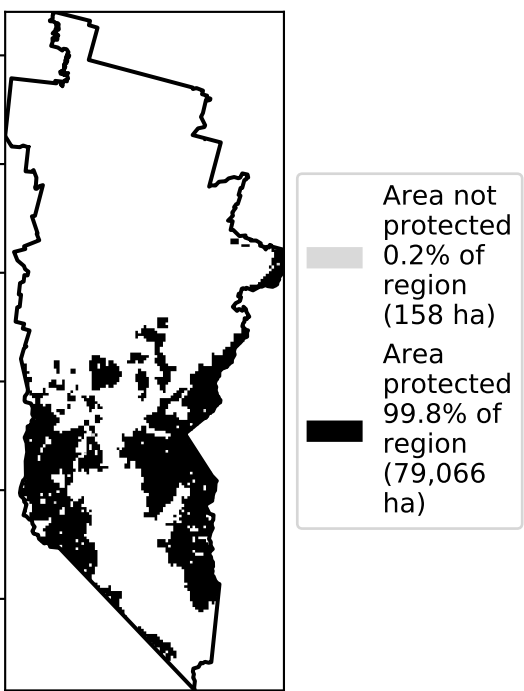 Area not
protected
0.2% of
region
(158 ha)
Area
protected
99.8% of
region
(79,066
ha)